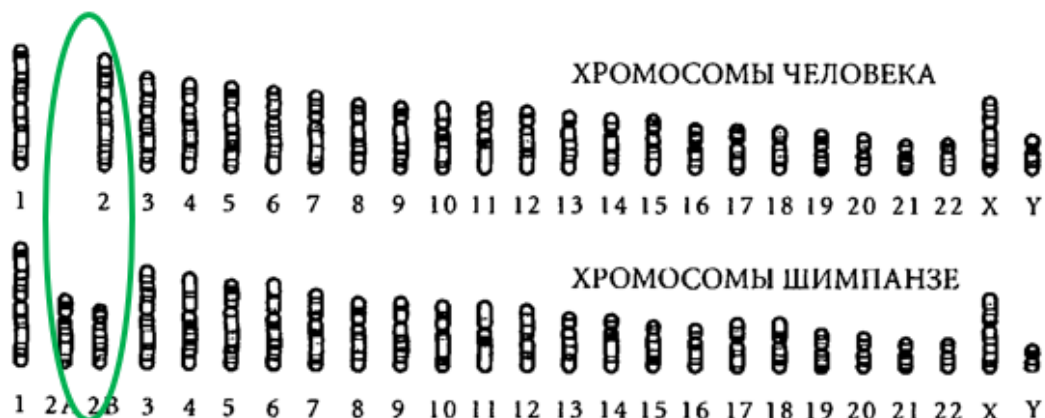 ХРОМОСОМЫ ЧЕЛОВЕКА
1 2 3 4 5 6 7 8 9 10 11 12 13 14 15 16 17 18 19 20 21 22 X Y
ХРОМОСОМЫ ШИМПАНЗЕ
1 2A 2B 3 4 5 6 7 8 9 10 11 12 13 14 15 16 17 18 19 20 21 22 X Y